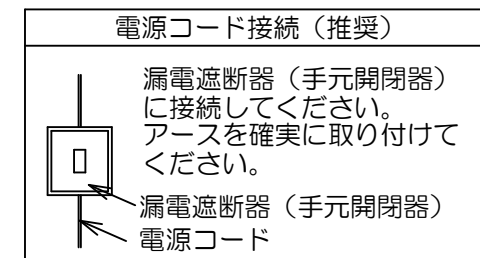 電源コード接続（推奨）
漏電遮断器（手元開閉器）
に接続してください。
アースを確実に取り付けて
ください。
漏電遮断器（手元開閉器）
電源コード